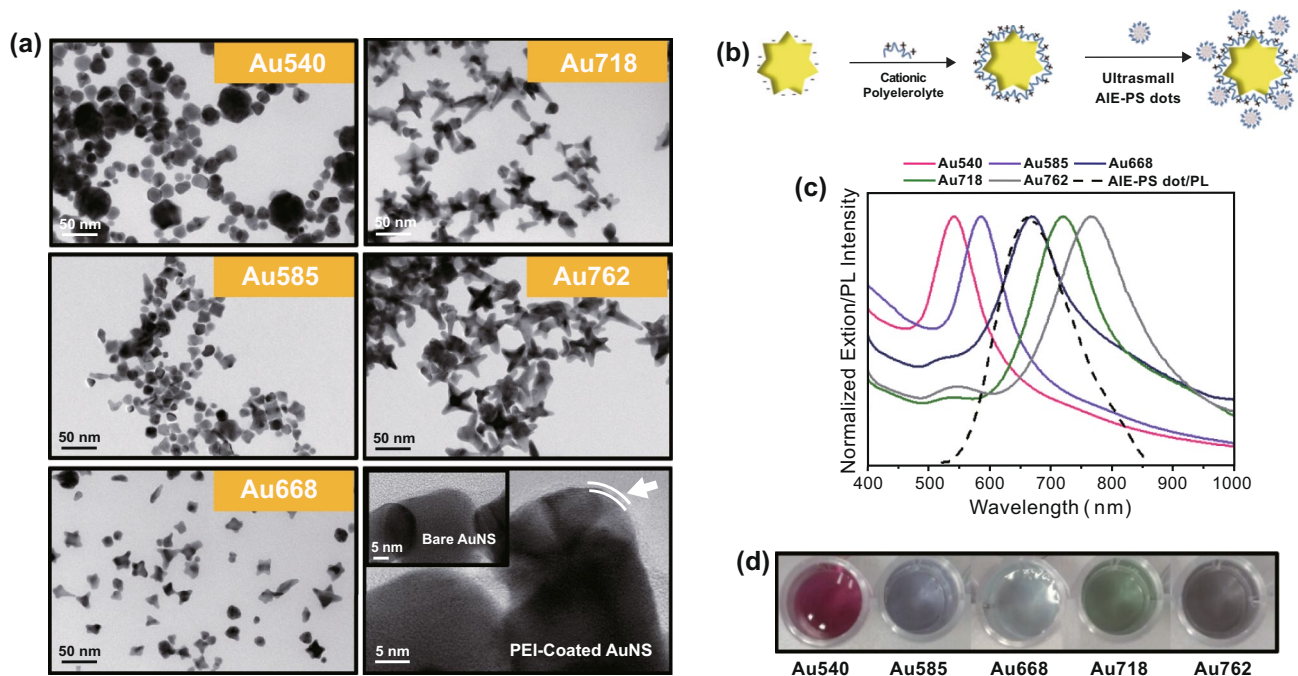 (a)
Au540
50 nm
Au718
50 nm
Au585
50 nm
Au762
50 nm
Au668
50 nm
Bare AuNS
5 nm
PEI-Coated AuNS
5 nm
(b)
Cationic
Polyelerolyte
Ultrasmall
AIE-PS dots
(c)
Au540 Au585 Au668
Au718 Au762 AIE-PS dot/PL
Normalized Extion/PL Intensity
400 500 600 700 800 900 1000
Wavelength ( nm)
(d)
Au540 Au585 Au668 Au718 Au762